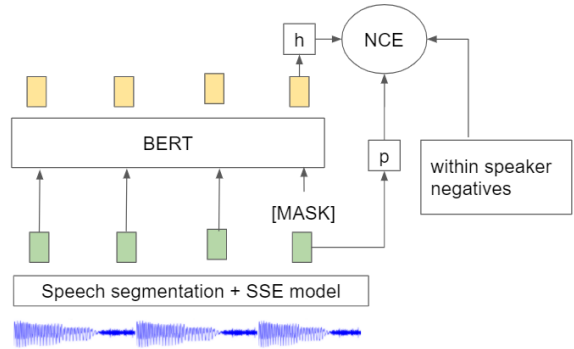 h
NCE
BERT
p
within speaker
negatives
[MASK]
Speech segmentation + SSE model